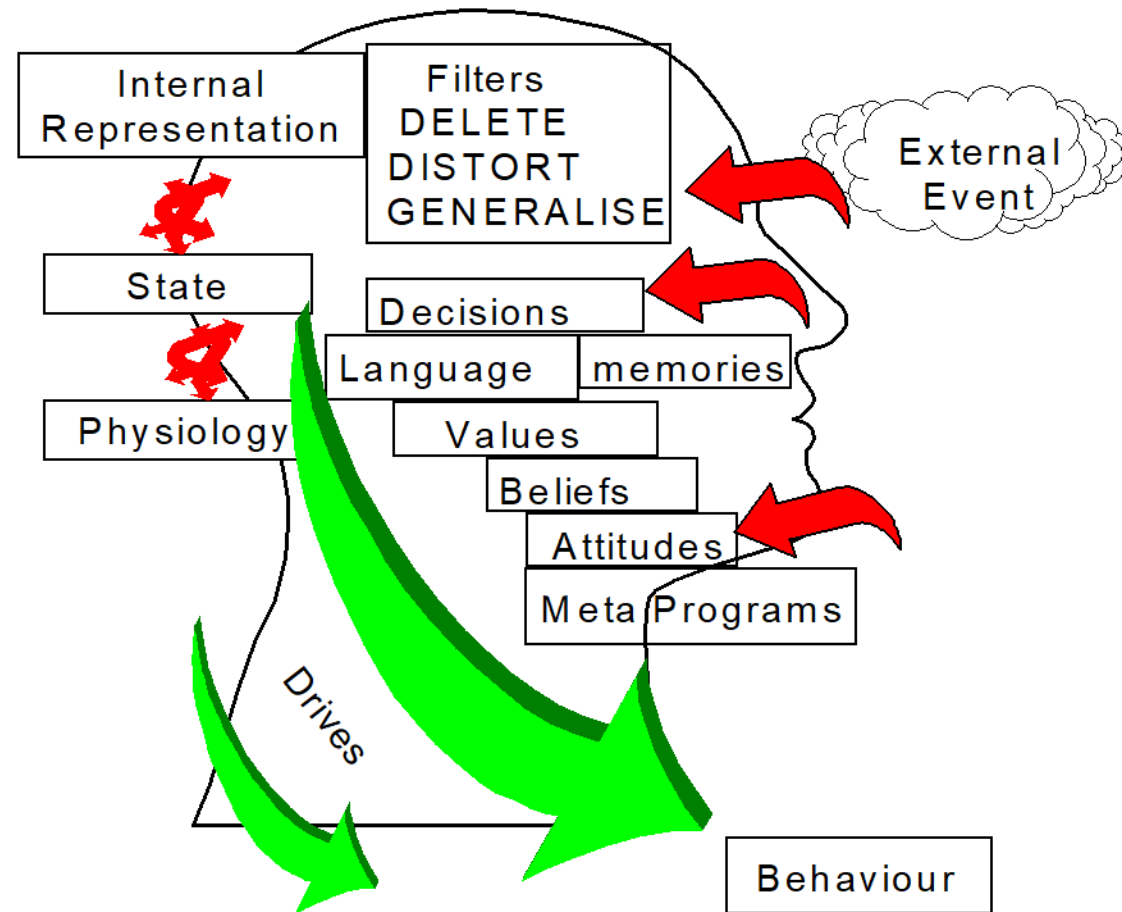 Internal
Representation
Filters
DELETE
DISTORT
GENERALISE
External
Event
State
Decisions
Language
memories
Physiology
Values
Beliefs
Attitudes
Meta Programs
Drives
Behaviour